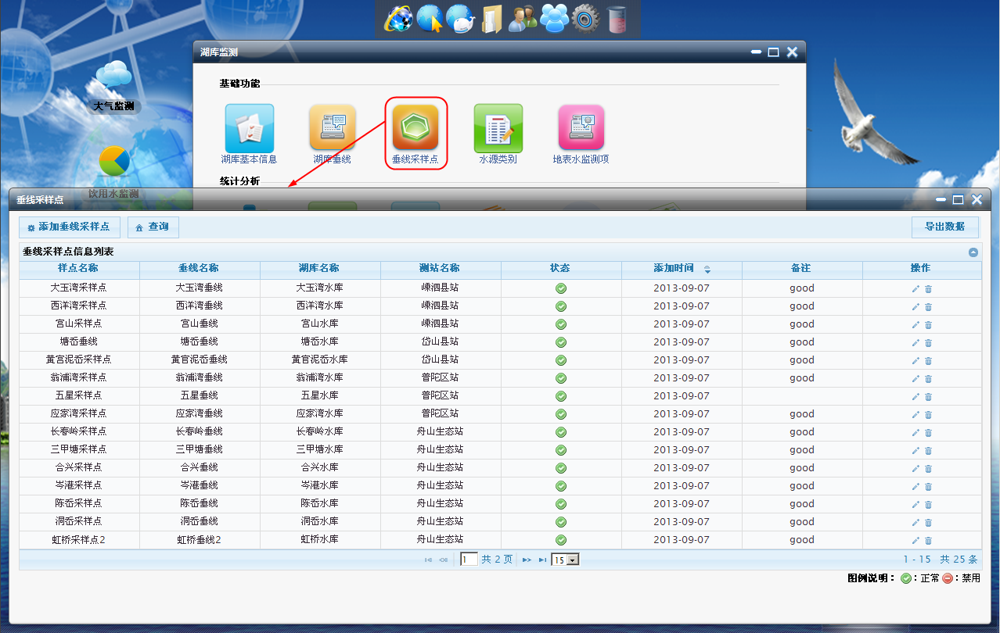 湖库监测
基础功能
大气监测
湖库基本信息 湖库垂线 垂线采样点 水源类别 地表水监测项
统计分析
饮用水监测
垂线采样点
添加垂线采样点 查询 导出数据
垂线采样点信息列表
样点名称 垂线名称 湖库名称 测站名称 状态 添加时间 备注 操作
大玉湾采样点 大玉湾垂线 大玉湾水库 嵊泗县站 2013-09-07 good
西洋湾采样点 西洋湾垂线 西洋湾水库 嵊泗县站 2013-09-07 good
宫山采样点 宫山垂线 宫山水库 嵊泗县站 2013-09-07 good
塘岙垂线 塘岙垂线 塘岙水库 岱山县站 2013-09-07 good
黄宫泥岙采样点 黄官泥岙垂线 黄官泥岙水库 岱山县站 2013-09-07 good
翁浦湾采样点 翁浦湾垂线 翁浦湾水库 普陀区站 2013-09-07 good
五星采样点 五星垂线 五星水库 普陀区站 2013-09-07
应家湾采样点 应家湾垂线 应家湾水库 普陀区站 2013-09-07 good
长春岭采样点 长春岭垂线 长春岭水库 舟山生态站 2013-09-07 good
三甲塘采样点 三甲塘垂线 三甲塘水库 舟山生态站 2013-09-07 good
合兴采样点 合兴垂线 合兴水库 舟山生态站 2013-09-07 good
岑港采样点 岑港垂线 岑港水库 舟山生态站 2013-09-07 good
陈岙采样点 陈岙垂线 陈岙水库 舟山生态站 2013-09-07 good
洞岙采样点 洞岙垂线 洞岙水库 舟山生态站 2013-09-07 good
虹桥采样点2 虹桥垂线2 虹桥水库 舟山生态站 2013-09-07 good
1 共 2 页 15 1 - 15 共 25 条
图例说明：：正常：禁用